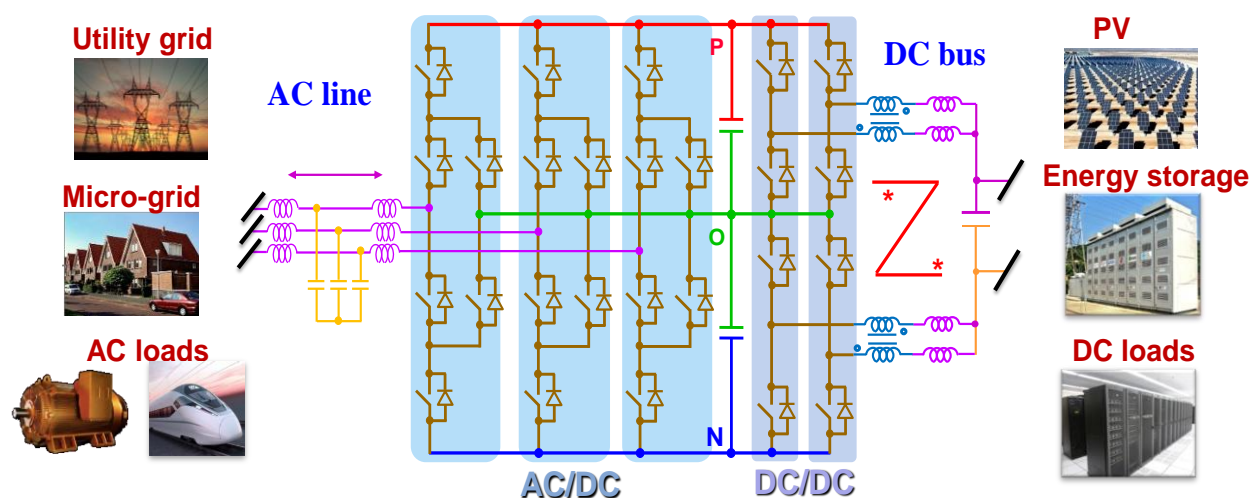 Utility grid
AC line
Micro-grid
AC loads
P
O
N
AC/DC
DC/DC
DC bus
*
*
PV
Energy storage
DC loads